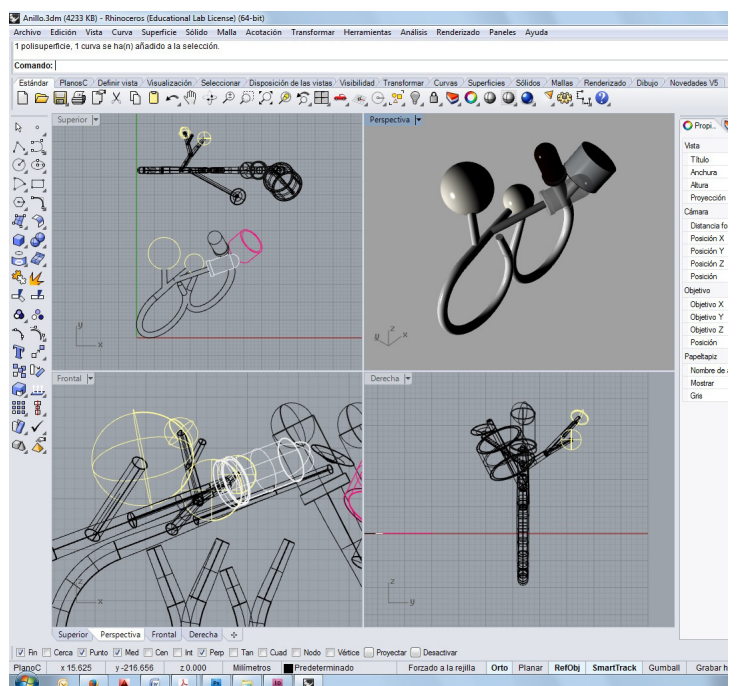 Anillo.3dm (4233 KB) - Rhinoceros (Educational Lab License) (64-bit)
Archivo Edición Vista Curva Superficie Sólido Malla Acotación Transformar Herramientas Análisis Renderizado Paneles Ayuda
1 polisuperficie, 1 curva se ha(n) añadido a la selección.
Comando:
Estándar PlanosC Definir vista Visualización Seleccionar Disposición de las vistas Visibilidad Transformar Curvas Superficies Sólidos Mallas Renderizado Dibujo Novedades V5
Superior
Perspectiva
Propi...
Vista
Título
Anchura
Altura
Proyección
Cámara
Distancia fo
Posición X
Posición Y
Posición Z
Posición
Objetivo
Objetivo X
Objetivo Y
Objetivo Z
Posición
Papeltapiz
Nombre de a
Mostrar
Gris
y
x
z
y
x
Frontal
Derecha
z
x
z
y
Superior Perspectiva Frontal Derecha
Fin Cerca Punto Med Cen Int Perp Tan Cuad Nodo Vértice Proyectar Desactivar
PlanoC x 15.625 y -216.656 z 0.000 Milímetros Predeterminado Forzado a la rejilla Orto Planar RefObj SmartTrack Gumball Grabar h